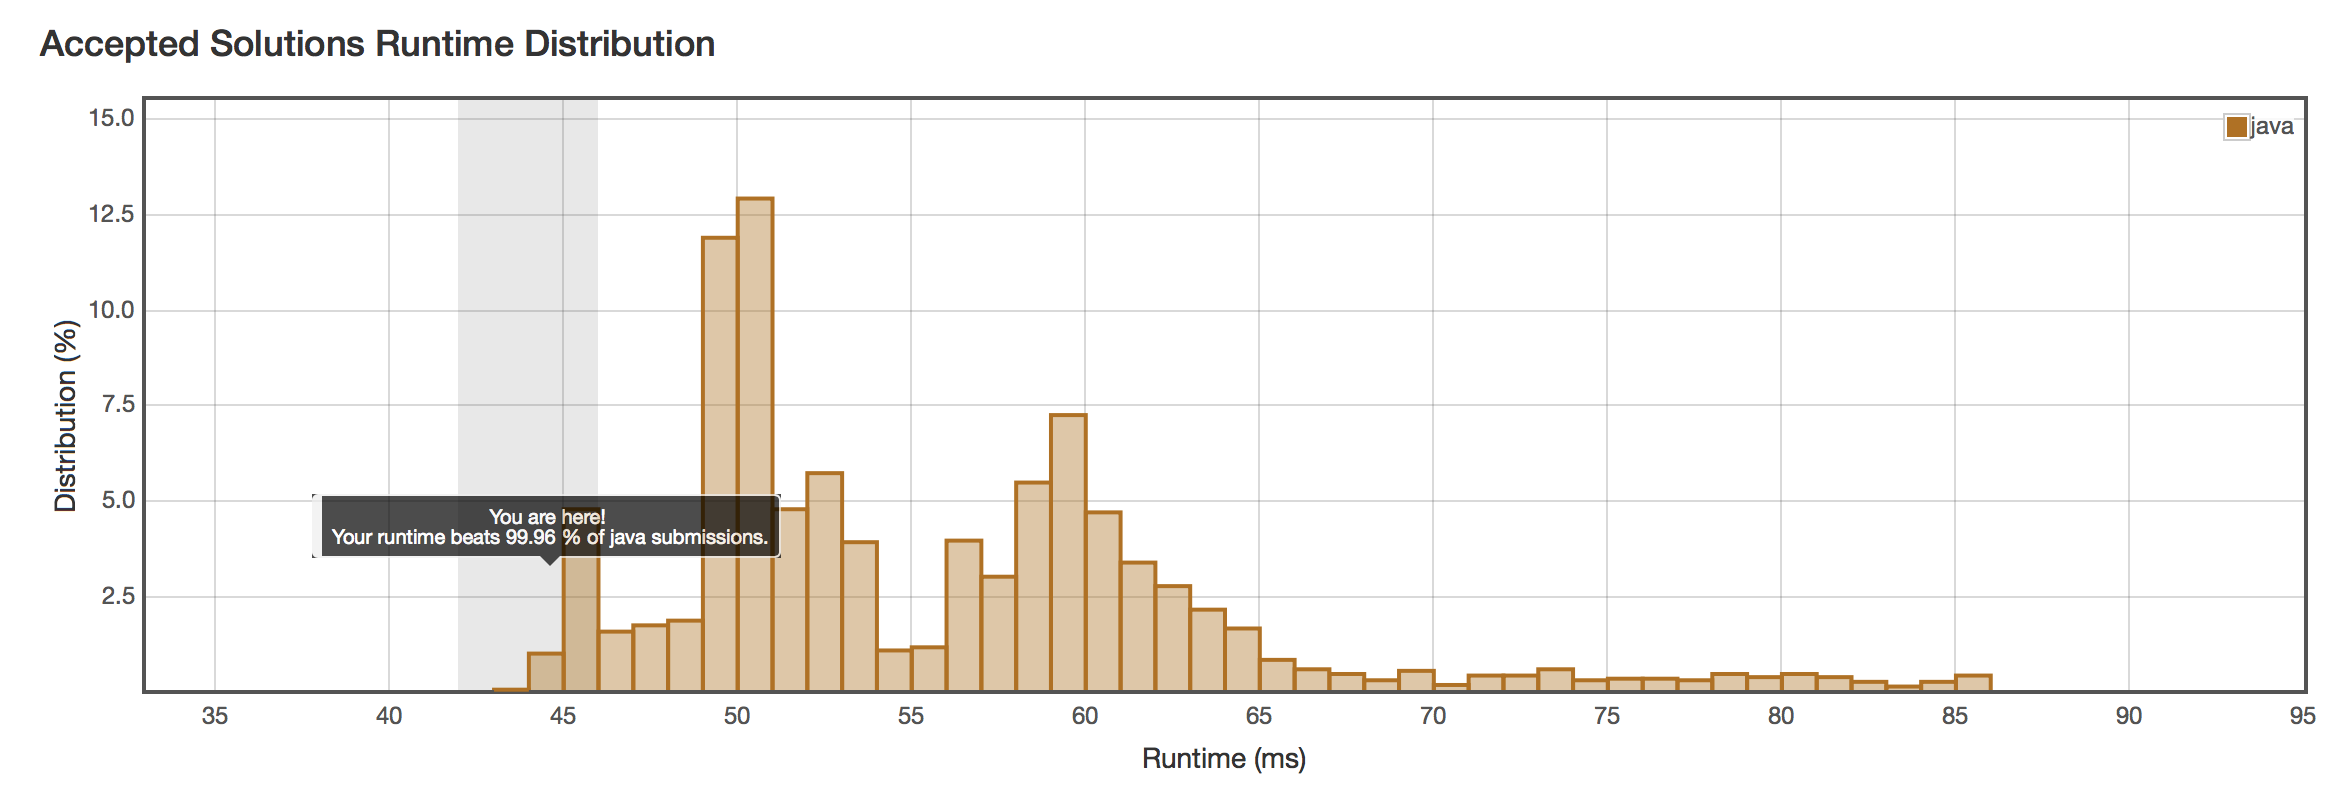 Accepted Solutions Runtime Distribution
15.0
12.5
10.0
7.5
5.0
2.5
Distribution (%)
java
You are here!
Your runtime beats 99.96 % of java submissions.
35 40 45 50 55 60 65 70 75 80 85 90 95
Runtime (ms)